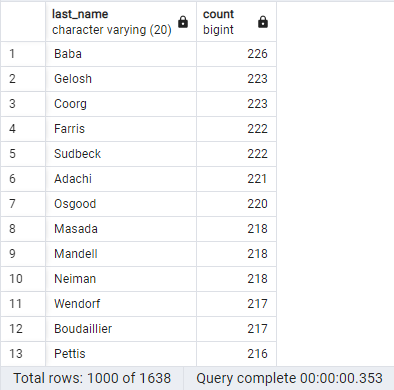 last_name count
character varying (20) bigint
1 Baba 226
2 Gelosh 223
3 Coorg 223
4 Farris 222
5 Sudbeck 222
6 Adachi 221
7 Osgood 220
8 Masada 218
9 Mandell 218
10 Neiman 218
11 Wendorf 217
12 Boudaillier 217
13 Pettis 216
Total rows: 1000 of 1638 Query complete 00:00:00.353